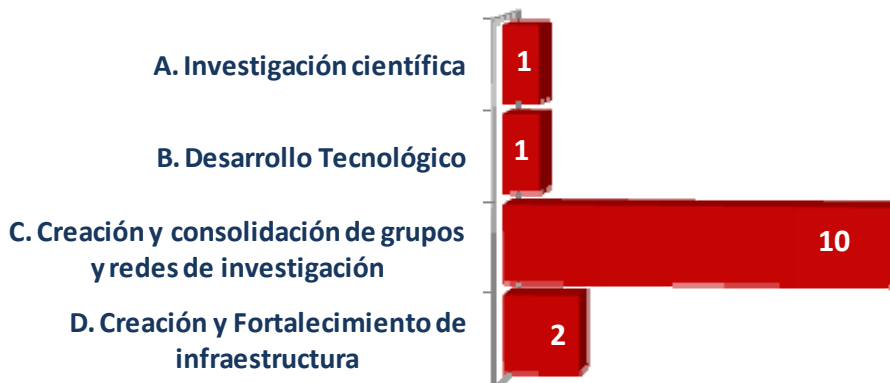 A. Investigación científica
1
B. Desarrollo Tecnológico
1
C. Creación y consolidación de grupos
y redes de investigación
10
D. Creación y Fortalecimiento de
infraestructura
2